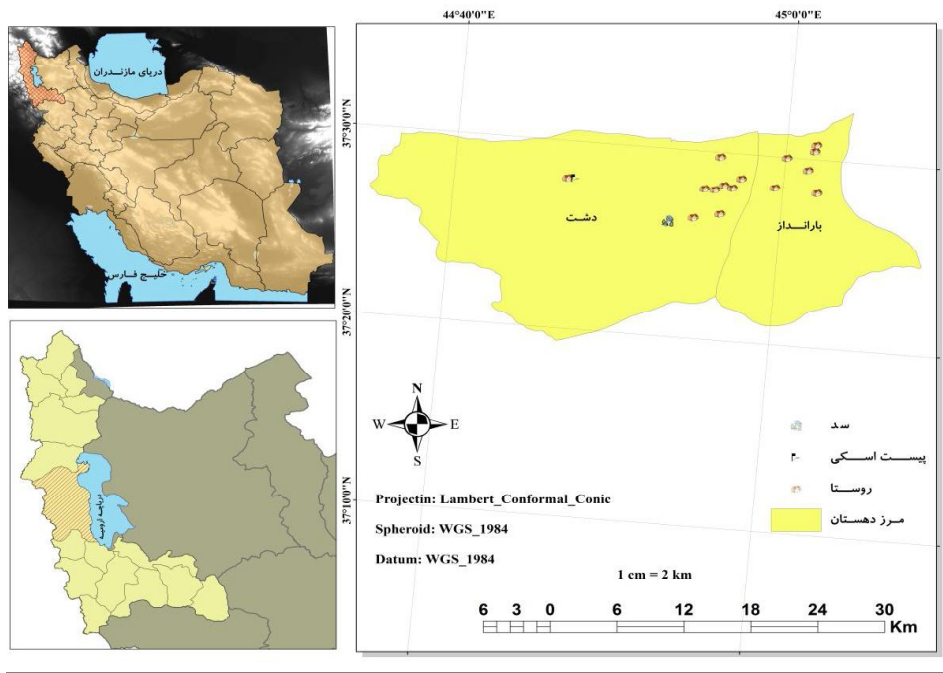 دریای مازندران
خلیج فارس
دریاچه ارومیه
44°40'0"E
45°0'0"E
37°30'0"N
37°20'0"N
37°10'0"N
دشت
بارانداز
N
W
E
S
سد
پیست اسکی
روستا
مرز دهستان
Projectin: Lambert_Conformal_Conic
Spheroid: WGS_1984
Datum: WGS_1984
1 cm = 2 km
6 3 0 6 12 18 24 30
Km